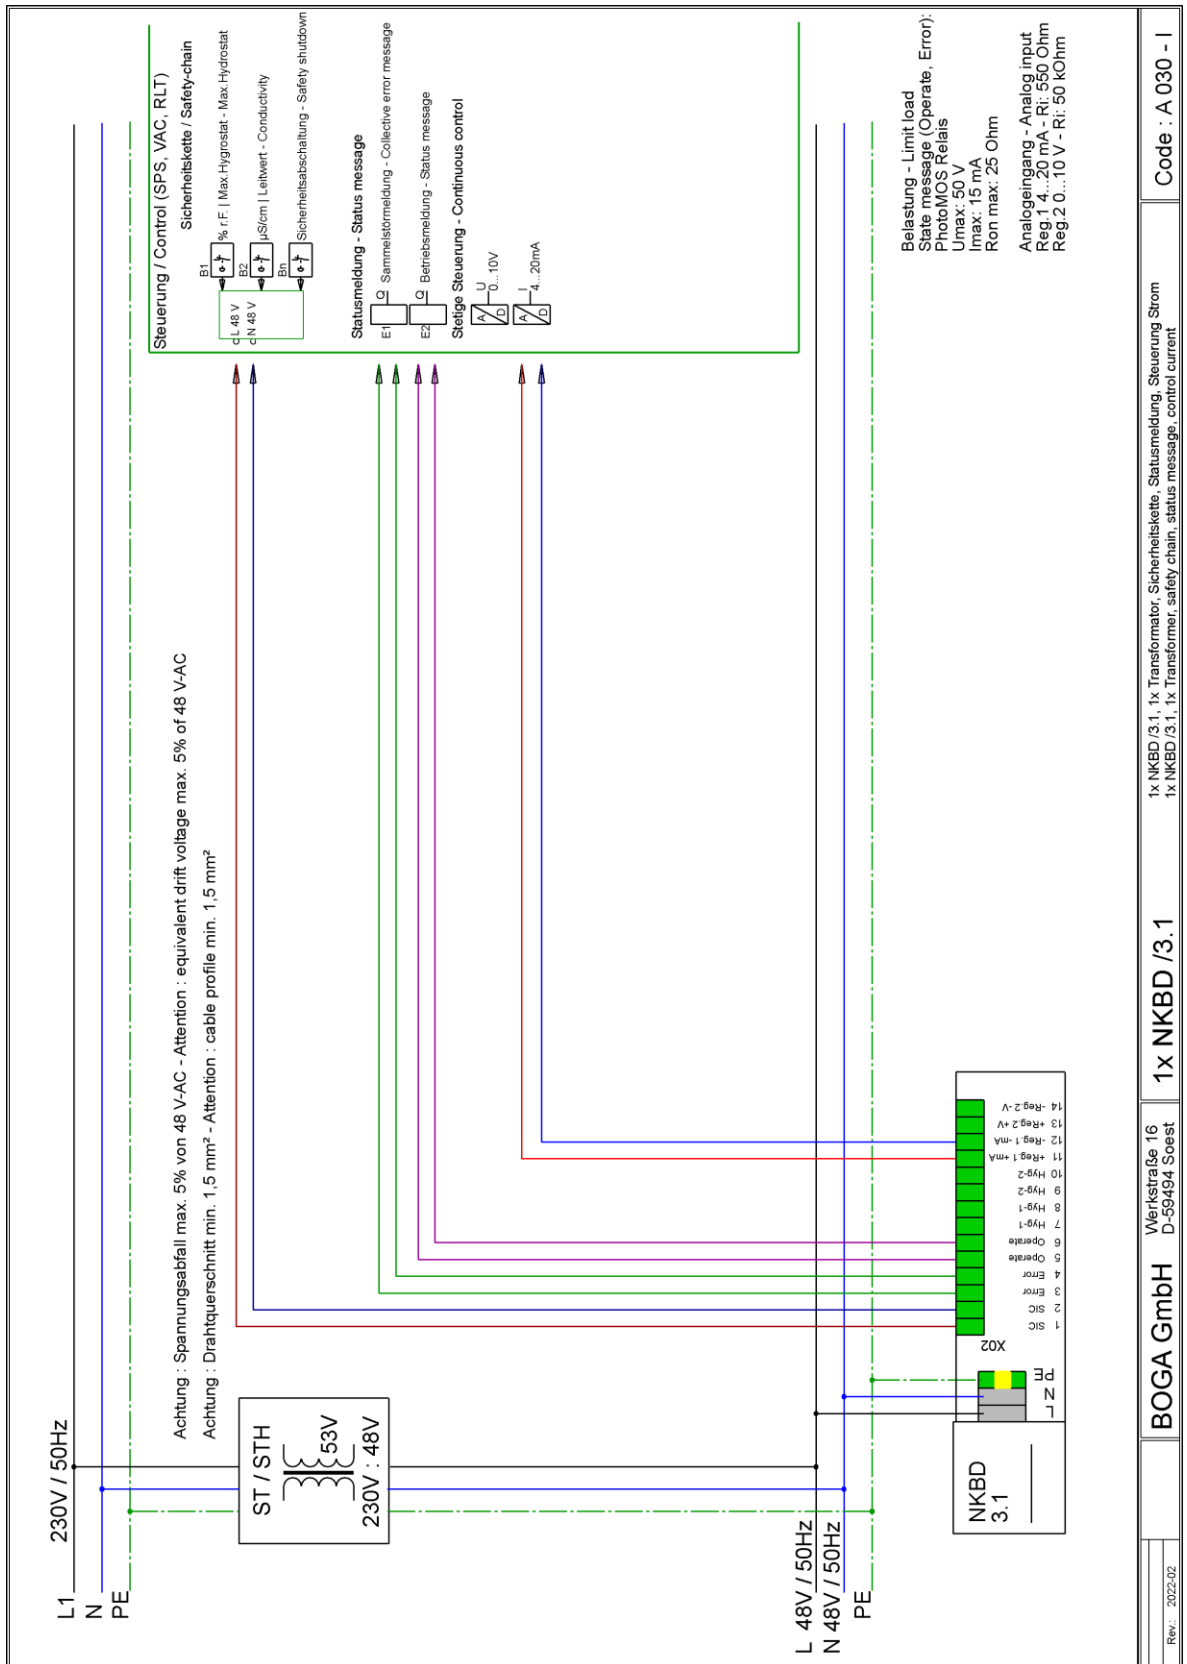 L1
230V / 50Hz
N
PE
Achtung : Spannungsabfall max. 5% von 48 V-AC - Attention : equivalent drift voltage max. 5% of 48 V-AC
Achtung : Drahtquerschnitt min. 1,5 mm² - Attention : cable profile min. 1,5 mm²
ST / STH
53V
230V : 48V
Steuerung / Control (SPS, VAC, RLT)
Sicherheitskette / Safety-chain
B1
% r.F. | Max.Hygrostat - Max.Hydrostat
B2
µS/cm | Leitwert - Conductivity
Bn
Sicherheitsabschaltung - Safety shutdown
L 48 V
N 48 V
Statusmeldung - Status message
E1
Q
Sammelstörmeldung - Collective error message
E2
Q
Betriebsmeldung - Status message
Stetige Steuerung - Continuous control
A
D
U
0...10V
A
D
I
4...20mA
L 48V / 50Hz
N 48V / 50Hz
PE
Belastung - Limit load
State message (Operate, Error):
PhotoMOS Relais
Umax: 50 V
Imax: 15 mA
Ron max: 25 Ohm
Analogeingang - Analog input
Reg.1 4...20 mA - Ri: 550 Ohm
Reg.2 0...10 V - Ri: 50 kOhm
NKBD
3.1
L
N
PE
X02
1 SIC
2 SIC
3 Error
4 Error
5 Operate
6 Operate
7 Hyg-1
8 Hyg-1
9 Hyg-2
10 Hyg-2
11 +Reg.1 +mA
12 -Reg.1 -mA
13 +Reg.2 +V
14 -Reg.2 -V
Rev.: 2022-02
BOGA GmbH
Werkstraße 16
D-59494 Soest
1x NKBD /3.1
1x NKBD /3.1, 1x Transformator, Sicherheitskette, Statusmeldung, Steuerung Strom
1x NKBD /3.1, 1x Transformer, safety chain, status message, control current
Code : A 030 - I